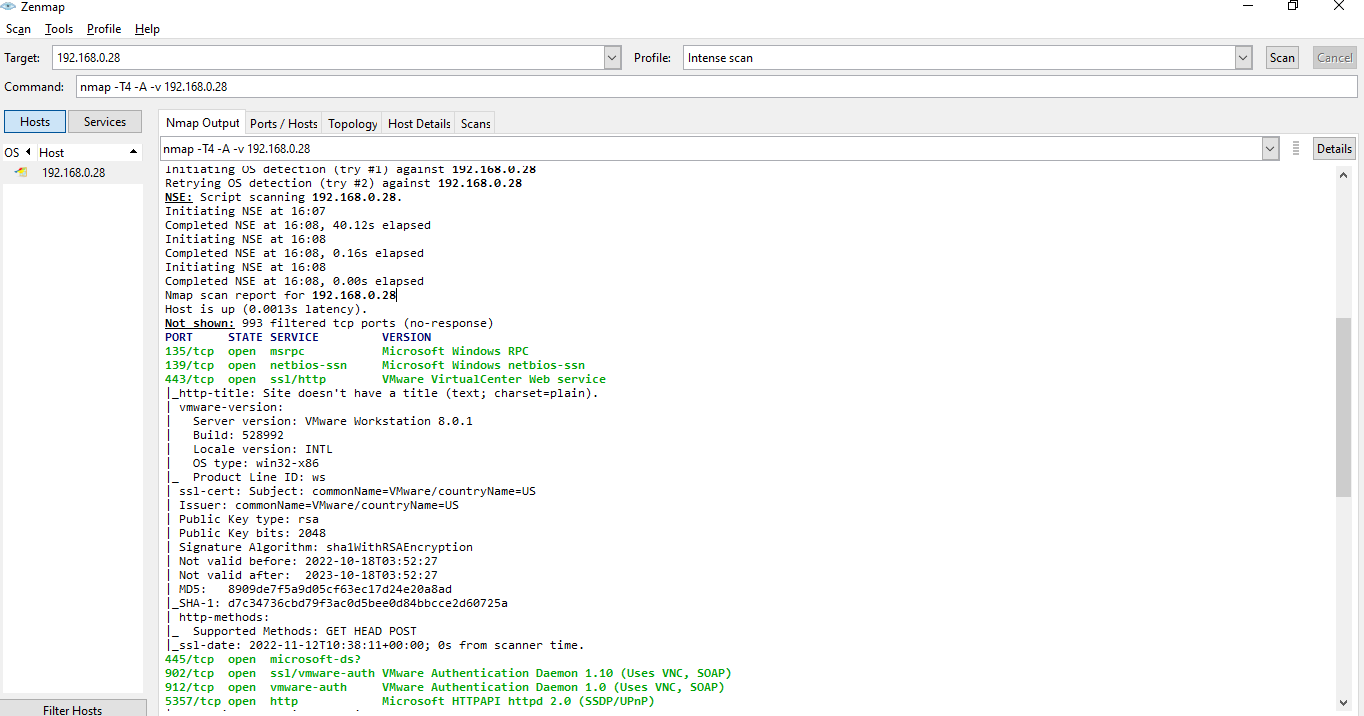 Zenmap
Scan Tools Profile Help
Target: 192.168.0.28 Profile: Intense scan Scan Cancel
Command: nmap -T4 -A -v 192.168.0.28
Hosts Services
Nmap Output Ports / Hosts Topology Host Details Scans
OS Host
nmap -T4 -A -v 192.168.0.28 Details
192.168.0.28
Initiating OS detection (try #1) against 192.168.0.28
Retrying OS detection (try #2) against 192.168.0.28
NSE: Script scanning 192.168.0.28.
Initiating NSE at 16:07
Completed NSE at 16:08, 40.12s elapsed
Initiating NSE at 16:08
Completed NSE at 16:08, 0.16s elapsed
Initiating NSE at 16:08
Completed NSE at 16:08, 0.00s elapsed
Nmap scan report for 192.168.0.28
Host is up (0.0013s latency).
Not shown: 993 filtered tcp ports (no-response)
PORT STATE SERVICE VERSION
135/tcp open msrpc Microsoft Windows RPC
139/tcp open netbios-ssn Microsoft Windows netbios-ssn
443/tcp open ssl/http VMware VirtualCenter Web service
|_http-title: Site doesn't have a title (text; charset=plain).
| vmware-version:
|   Server version: VMware Workstation 8.0.1
|   Build: 528992
|   Locale version: INTL
|   OS type: win32-x86
|_  Product Line ID: ws
| ssl-cert: Subject: commonName=VMware/countryName=US
| Issuer: commonName=VMware/countryName=US
| Public Key type: rsa
| Public Key bits: 2048
| Signature Algorithm: sha1WithRSAEncryption
| Not valid before: 2022-10-18T03:52:27
| Not valid after:  2023-10-18T03:52:27
| MD5:   8909de7f5a9d05cf63ec17d24e20a8ad
|_SHA-1: d7c34736cbd79f3ac0d5bee0d84bbcce2d60725a
| http-methods:
|_  Supported Methods: GET HEAD POST
|_ssl-date: 2022-11-12T10:38:11+00:00; 0s from scanner time.
445/tcp open microsoft-ds?
902/tcp open ssl/vmware-auth VMware Authentication Daemon 1.10 (Uses VNC, SOAP)
912/tcp open vmware-auth VMware Authentication Daemon 1.0 (Uses VNC, SOAP)
5357/tcp open http Microsoft HTTPAPI httpd 2.0 (SSDP/UPnP)
Filter Hosts